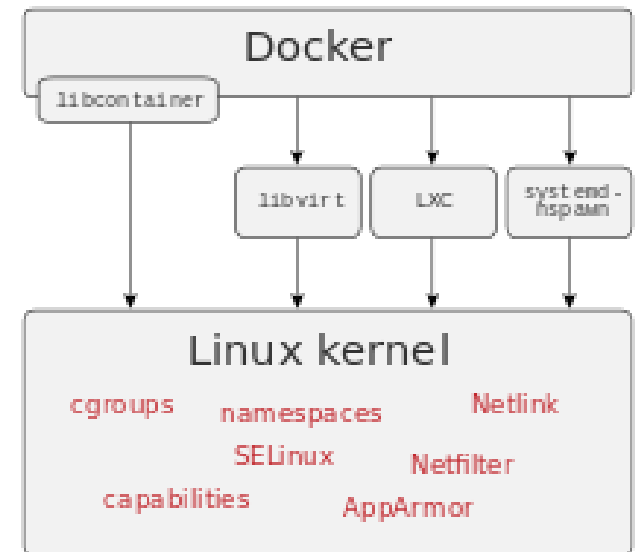 Docker
libcontainer
libvirt
LXC
systemd-
nspawn
Linux kernel
cgroups
namespaces
Netlink
SELinux
Netfilter
capabilities
AppArmor